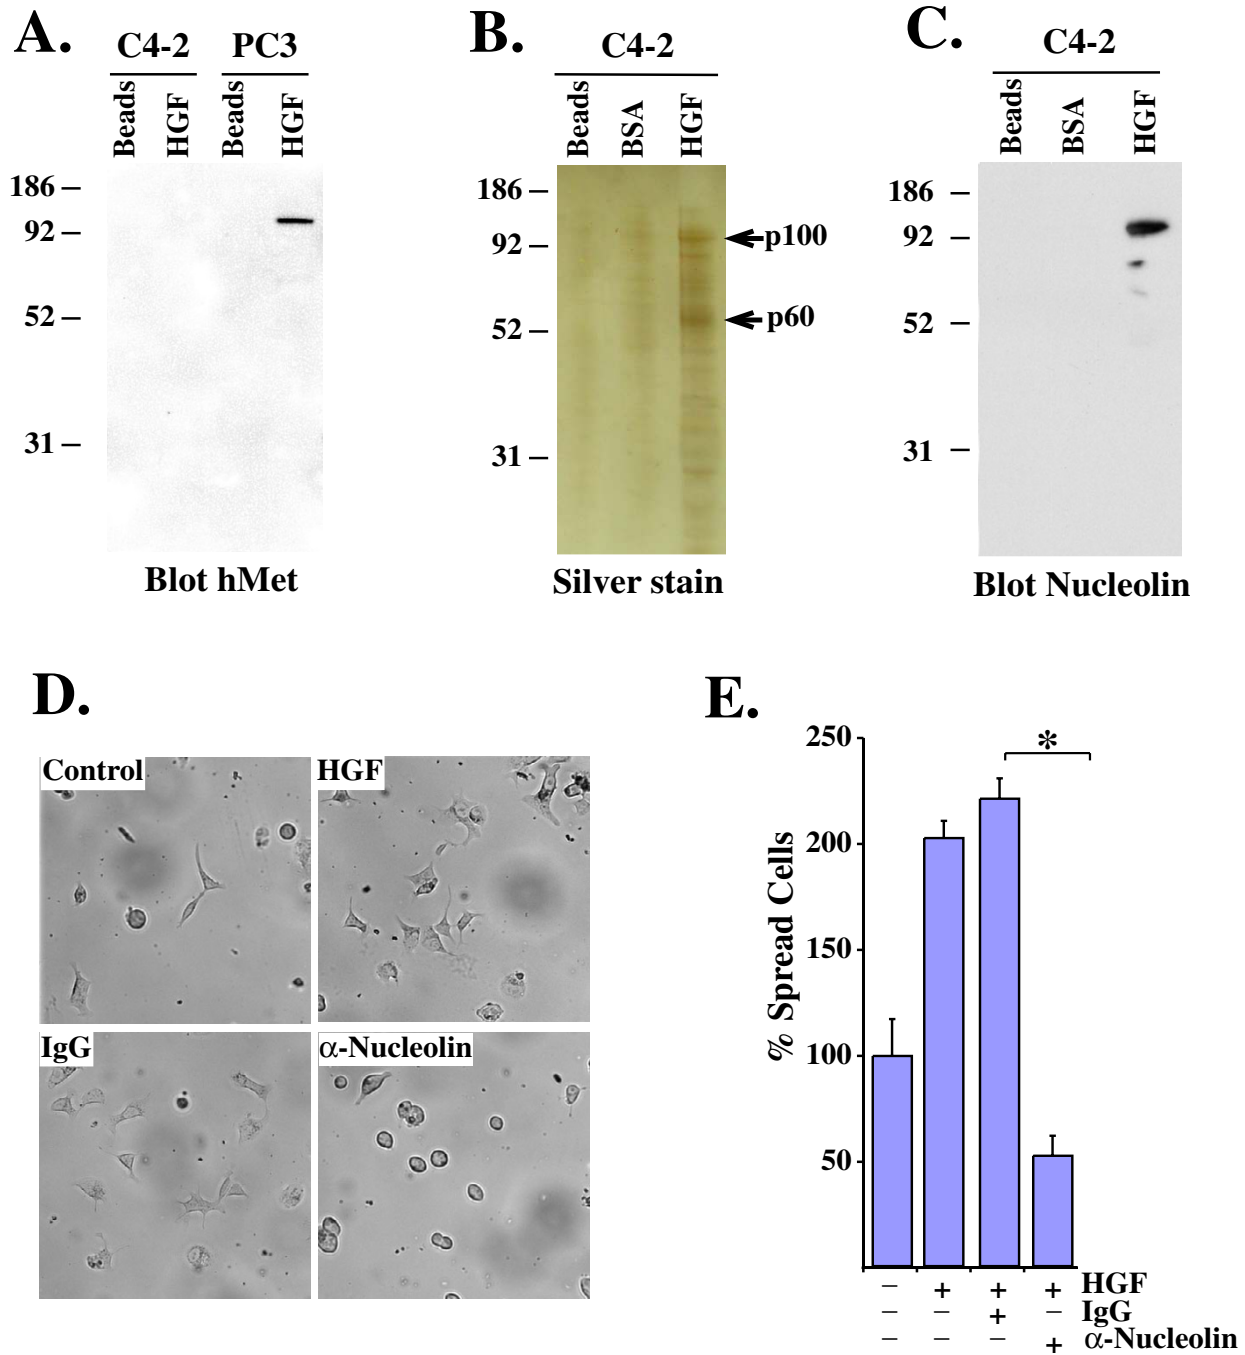 A.
C4-2 PC3
Beads HGF Beads HGF
186 –
92 –
52 –
31 –
Blot hMet
B.
C4-2
Beads BSA HGF
186 –
92 –
52 –
31 –
p100
p60
Silver stain
C.
C4-2
Beads BSA HGF
186 –
92 –
52 –
31 –
Blot Nucleolin
D.
Control
HGF
IgG
α-Nucleolin
E.
% Spread Cells
250
200
150
100
50
*
– + + + HGF
– – + – IgG
– – – + α-Nucleolin